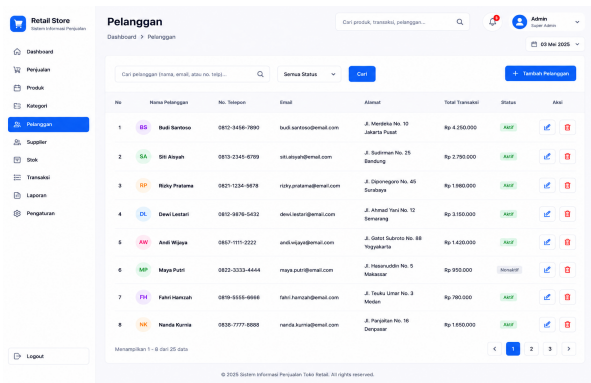 Retail Store
Sistem Informasi Penjualan
Dashboard
Penjualan
Produk
Kategori
Pelanggan
Supplier
Stok
Transaksi
Laporan
Pengaturan
Logout
Pelanggan
Dashboard > Pelanggan
Cari produk, transaksi, pelanggan...
Admin
Super Admin
03 Mei 2025
Cari pelanggan (nama, email, atau no. telp)...
Semua Status
Cari
+ Tambah Pelanggan
No Nama Pelanggan No. Telepon Email Alamat Total Transaksi Status Aksi
1 BS Budi Santoso 0812-3456-7890 budi.santoso@email.com Jl. Merdeka No. 10 Rp 4.250.000 Aktif
Jakarta Pusat
2 SA Siti Aisyah 0813-2345-6789 siti.aisyah@email.com Jl. Sudirman No. 25 Rp 2.750.000 Aktif
Bandung
3 RP Rizky Pratama 0821-1234-5678 rizky.pratama@email.com Jl. Diponegoro No. 45 Rp 1.980.000 Aktif
Surabaya
4 DL Dewi Lestari 0812-9876-5432 dewi.lestari@email.com Jl. Ahmad Yani No. 12 Rp 3.150.000 Aktif
Semarang
5 AW Andi Wijaya 0857-1111-2222 andi.wijaya@email.com Jl. Gatot Subroto No. 88 Rp 1.420.000 Aktif
Yogyakarta
6 MP Maya Putri 0822-3333-4444 maya.putri@email.com Jl. Hasanuddin No. 5 Rp 950.000 Nonaktif
Makassar
7 FH Fahri Hamzah 0819-5555-6666 fahri.hamzah@email.com Jl. Teuku Umar No. 3 Rp 780.000 Aktif
Medan
8 NK Nanda Kurnia 0838-7777-8888 nanda.kurnia@email.com Jl. Panjaitan No. 16 Rp 1.650.000 Aktif
Denpasar
Menampilkan 1 - 8 dari 25 data
< 1 2 3 >
© 2025 Sistem Informasi Penjualan Toko Retail. All rights reserved.